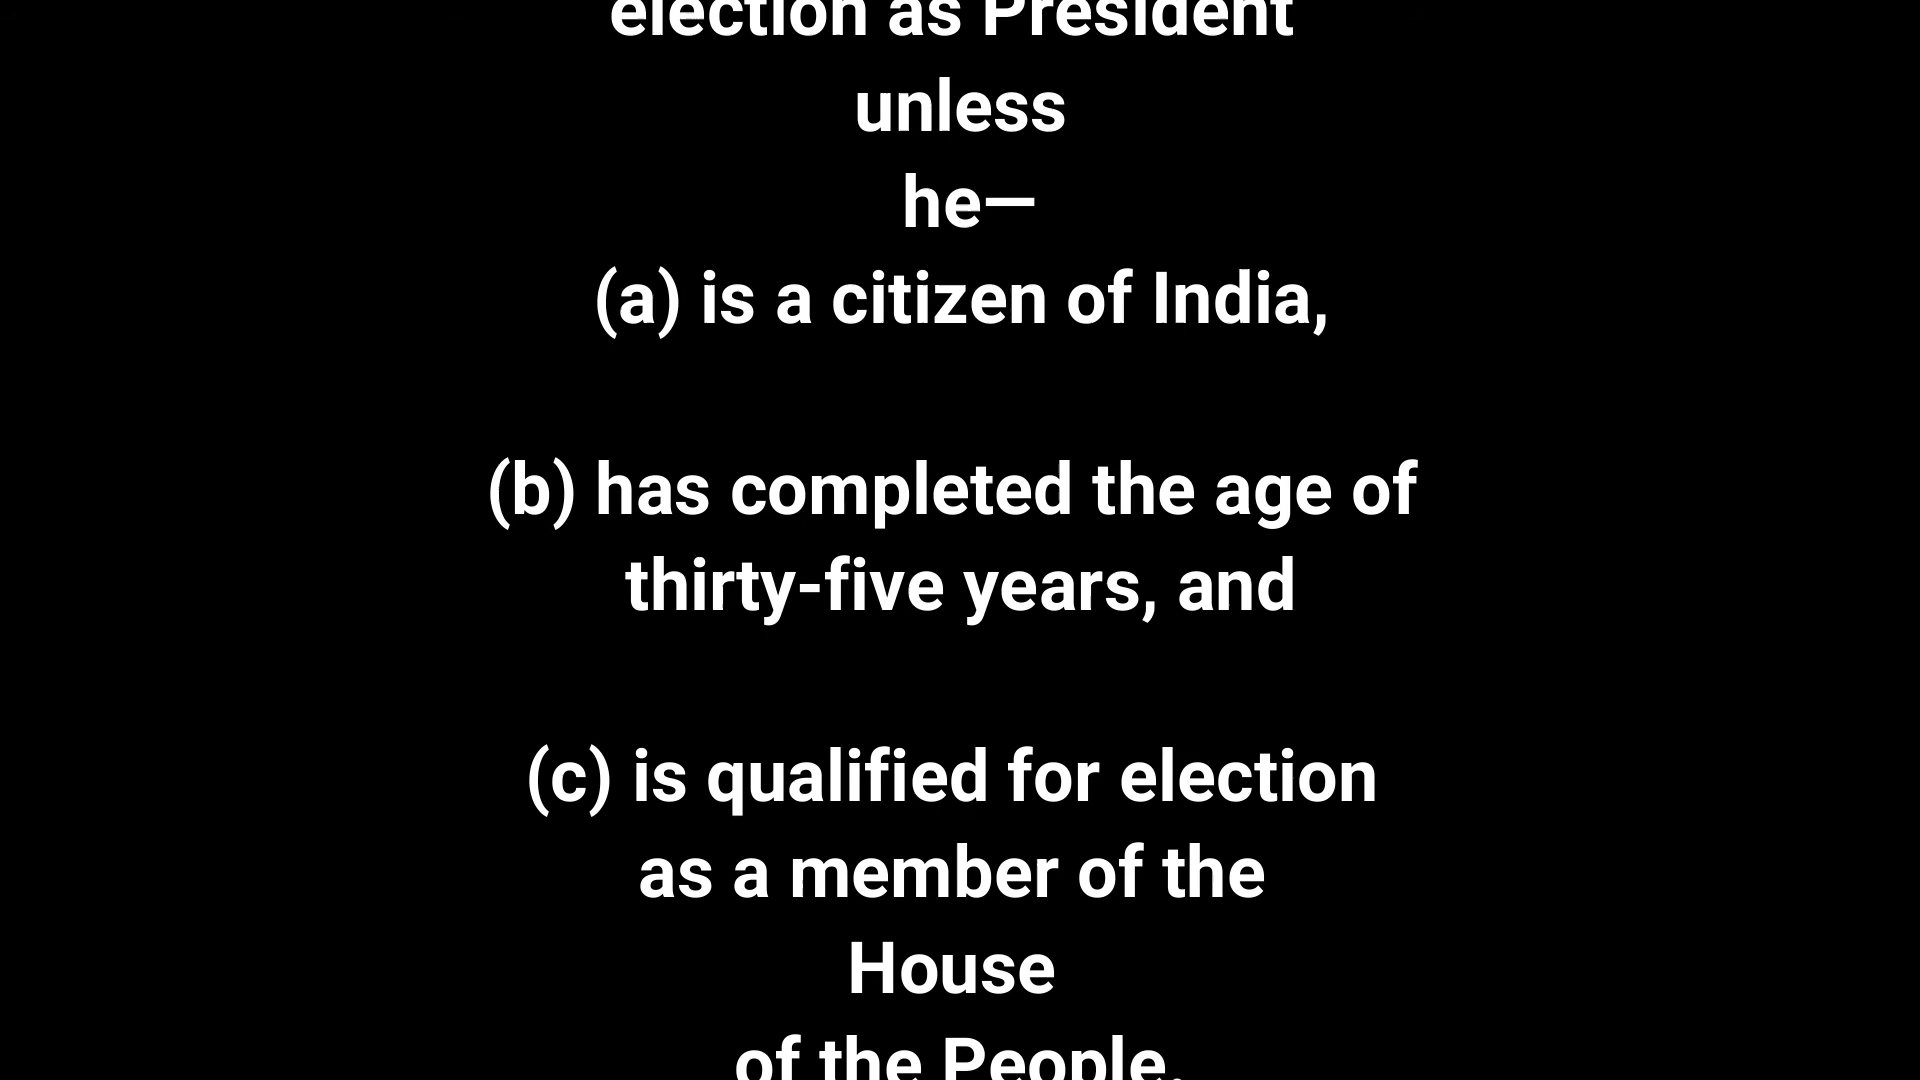 election as President
unless
he—
(a) is a citizen of India,
(b) has completed the age of
thirty-five years, and
(c) is qualified for election
as a member of the
House
of the People.